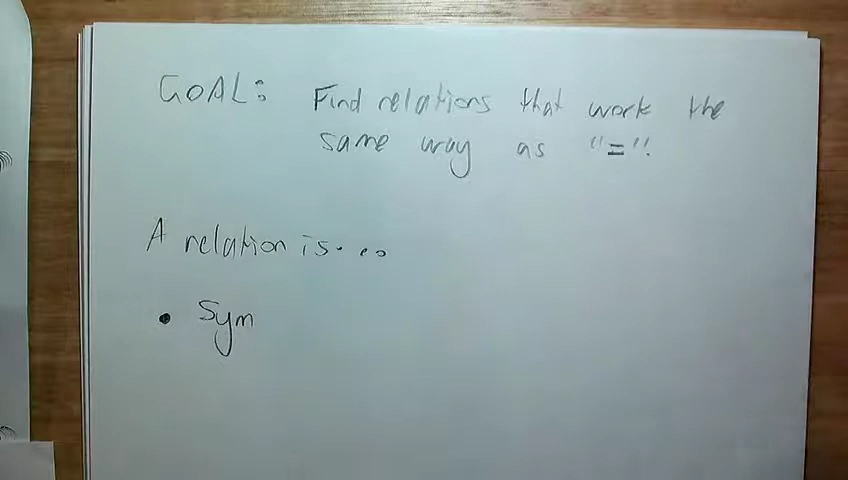 GOAL: Find relations that work the
same way as "=".
A relation is...
• Sym